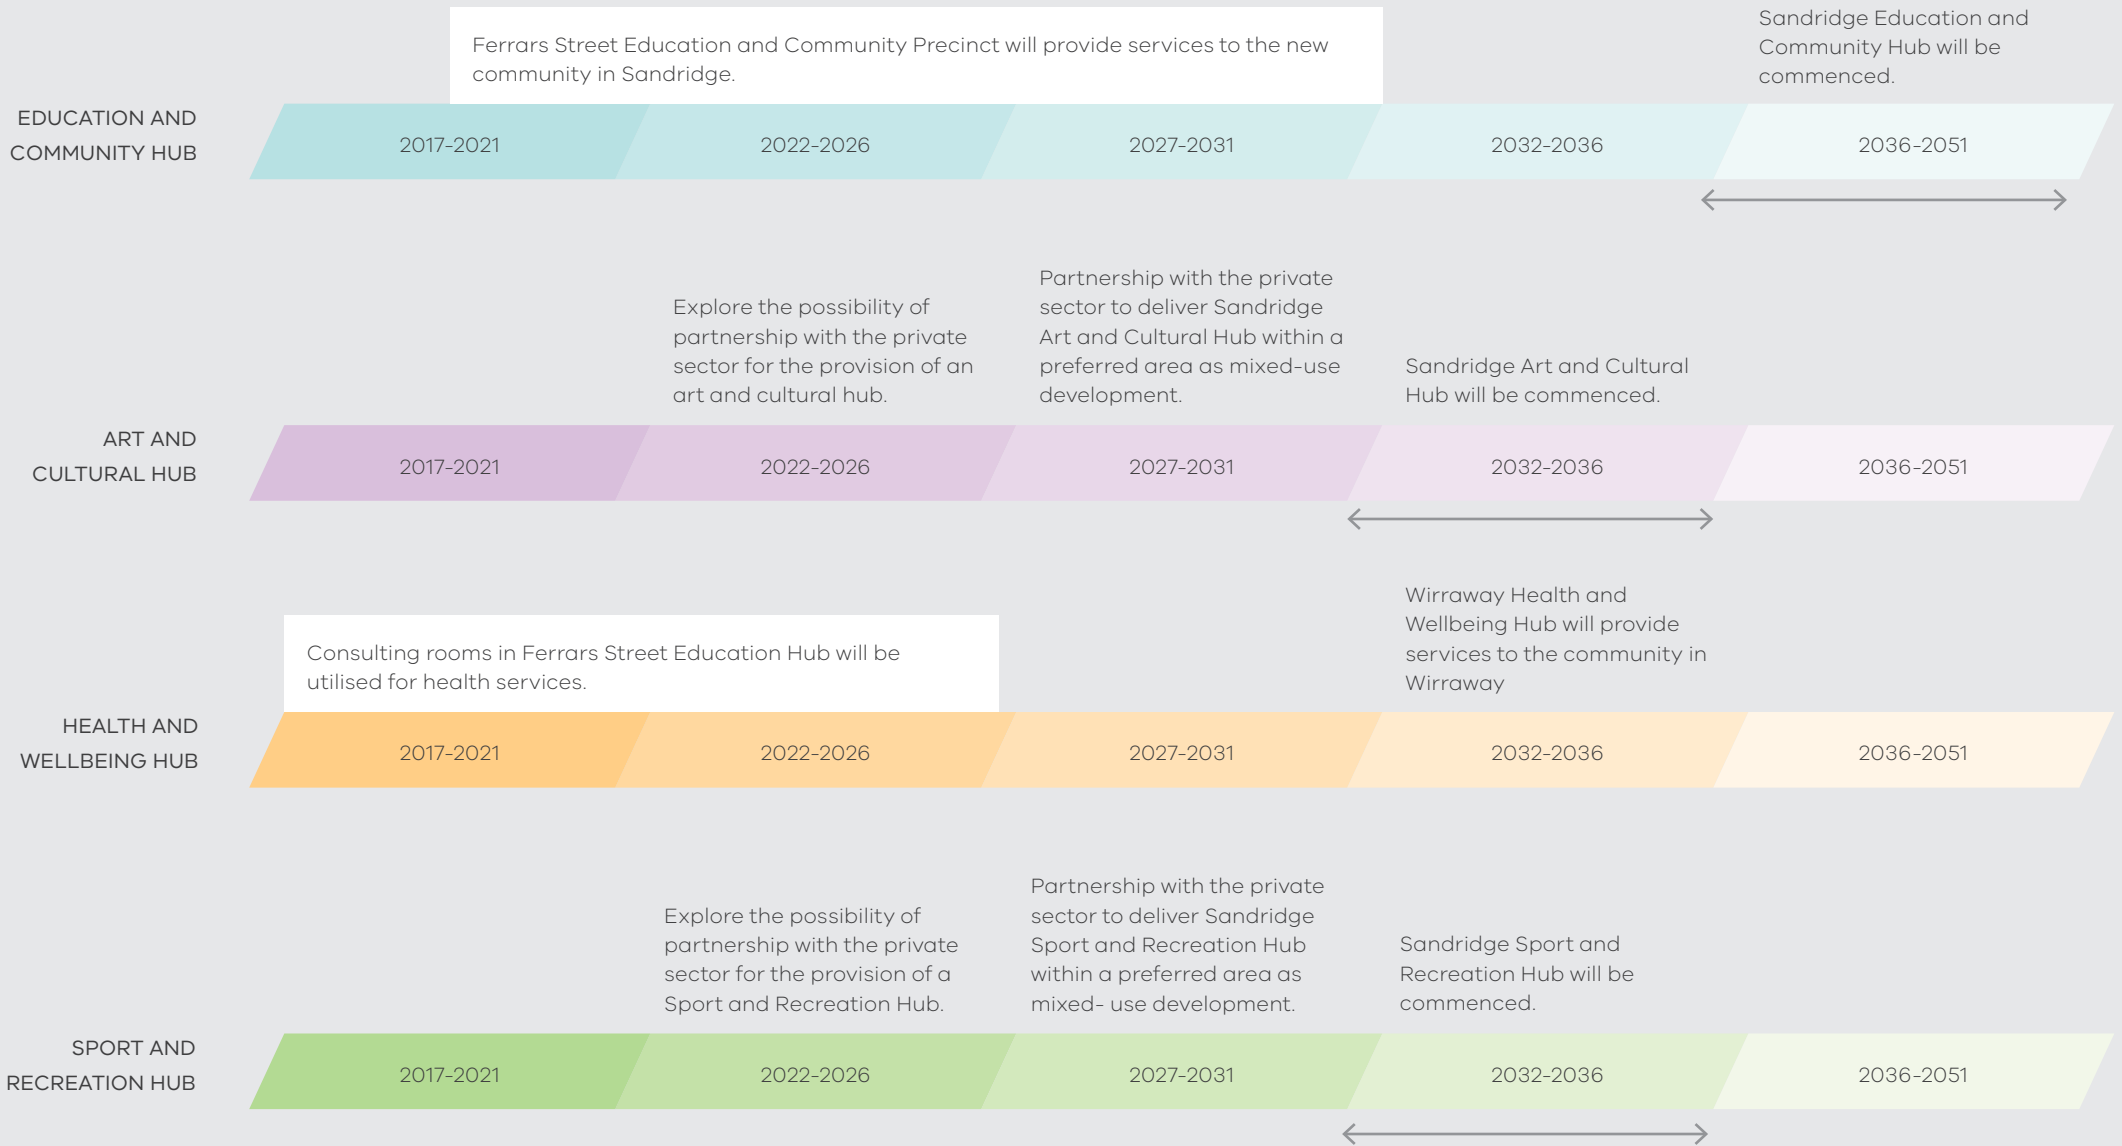 Ferrars Street Education and Community Precinct will provide services to the new
community in Sandridge.
Sandridge Education and
Community Hub will be
commenced.
EDUCATION AND
COMMUNITY HUB
2017-2021
2022-2026
2027-2031
2032-2036
2036-2051
Explore the possibility of
partnership with the private
sector for the provision of an
art and cultural hub.
Partnership with the private
sector to deliver Sandridge
Art and Cultural Hub within a
preferred area as mixed-use
development.
Sandridge Art and Cultural
Hub will be commenced.
ART AND
CULTURAL HUB
2017-2021
2022-2026
2027-2031
2032-2036
2036-2051
Consulting rooms in Ferrars Street Education Hub will be
utilised for health services.
Wirraway Health and
Wellbeing Hub will provide
services to the community in
Wirraway
HEALTH AND
WELLBEING HUB
2017-2021
2022-2026
2027-2031
2032-2036
2036-2051
Explore the possibility of
partnership with the private
sector for the provision of a
Sport and Recreation Hub.
Partnership with the private
sector to deliver Sandridge
Sport and Recreation Hub
within a preferred area as
mixed- use development.
Sandridge Sport and
Recreation Hub will be
commenced.
SPORT AND
RECREATION HUB
2017-2021
2022-2026
2027-2031
2032-2036
2036-2051